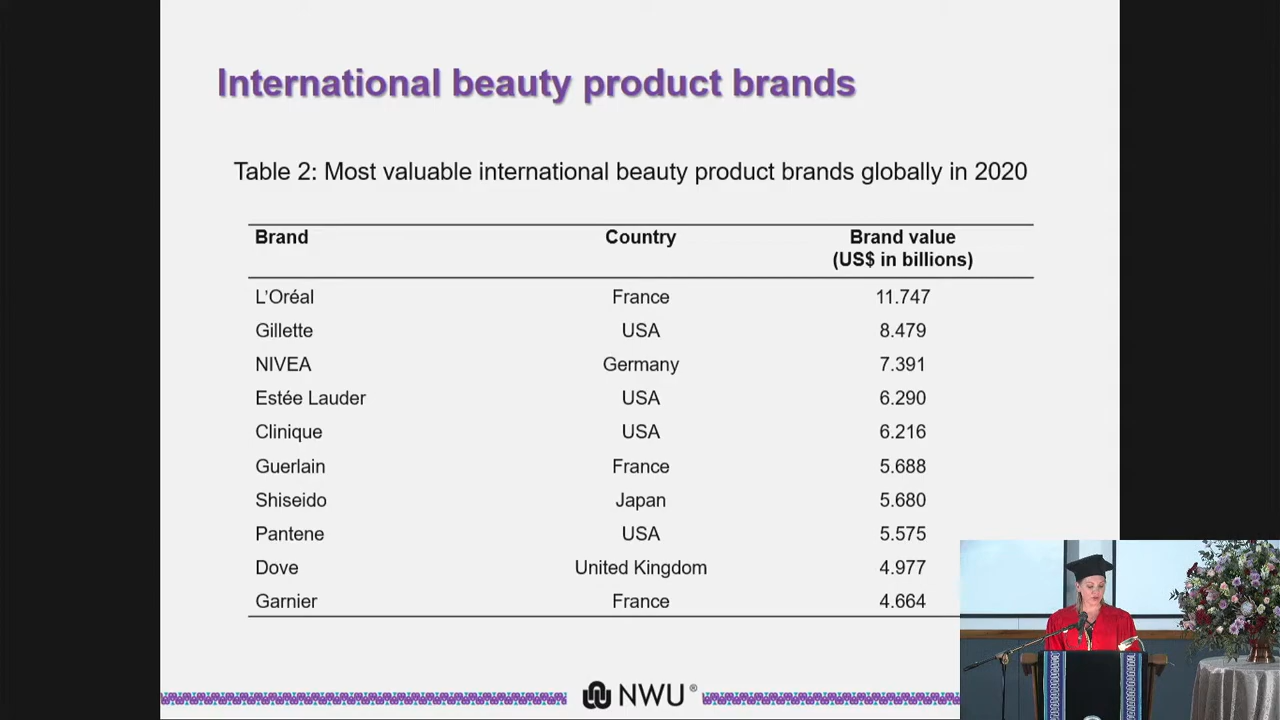 International beauty product brands
Table 2: Most valuable international beauty product brands globally in 2020
Brand Country Brand value
(US$ in billions)
L'Oréal France 11.747
Gillette USA 8.479
NIVEA Germany 7.391
Estée Lauder USA 6.290
Clinique USA 6.216
Guerlain France 5.688
Shiseido Japan 5.680
Pantene USA 5.575
Dove United Kingdom 4.977
Garnier France 4.664
NWU®